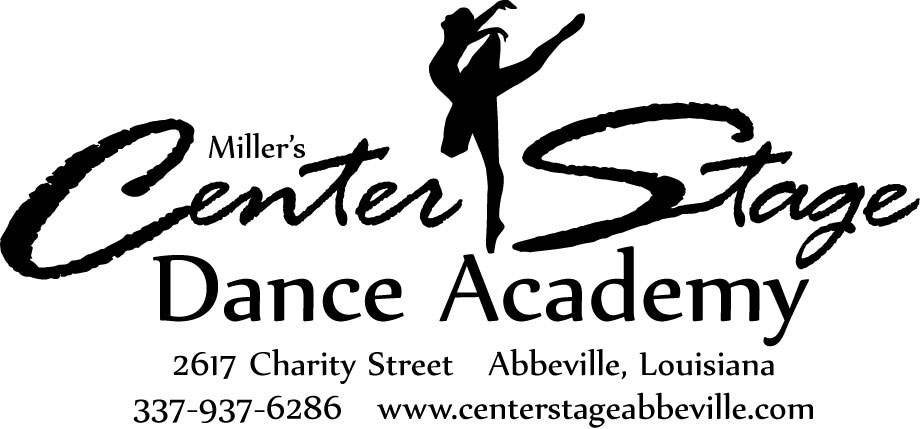 Miller's
Center Stage
Dance Academy
2617 Charity Street Abbeville, Louisiana
337-937-6286 www.centerstageabbeville.com